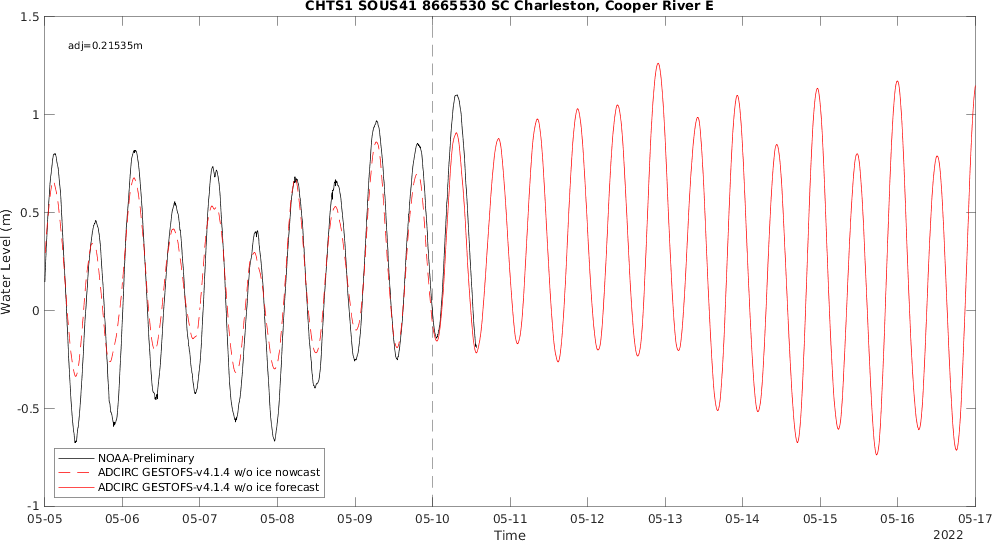 CHTS1 SOUS41 8665530 SC Charleston, Cooper River E
adj=0.21535m
1.5
1
0.5
0
-0.5
-1
Water Level (m)
NOAA-Preliminary
ADCIRC GESTOFS-v4.1.4 w/o ice nowcast
ADCIRC GESTOFS-v4.1.4 w/o ice forecast
05-05 05-06 05-07 05-08 05-09 05-10 05-11 05-12 05-13 05-14 05-15 05-16 05-17
Time
2022